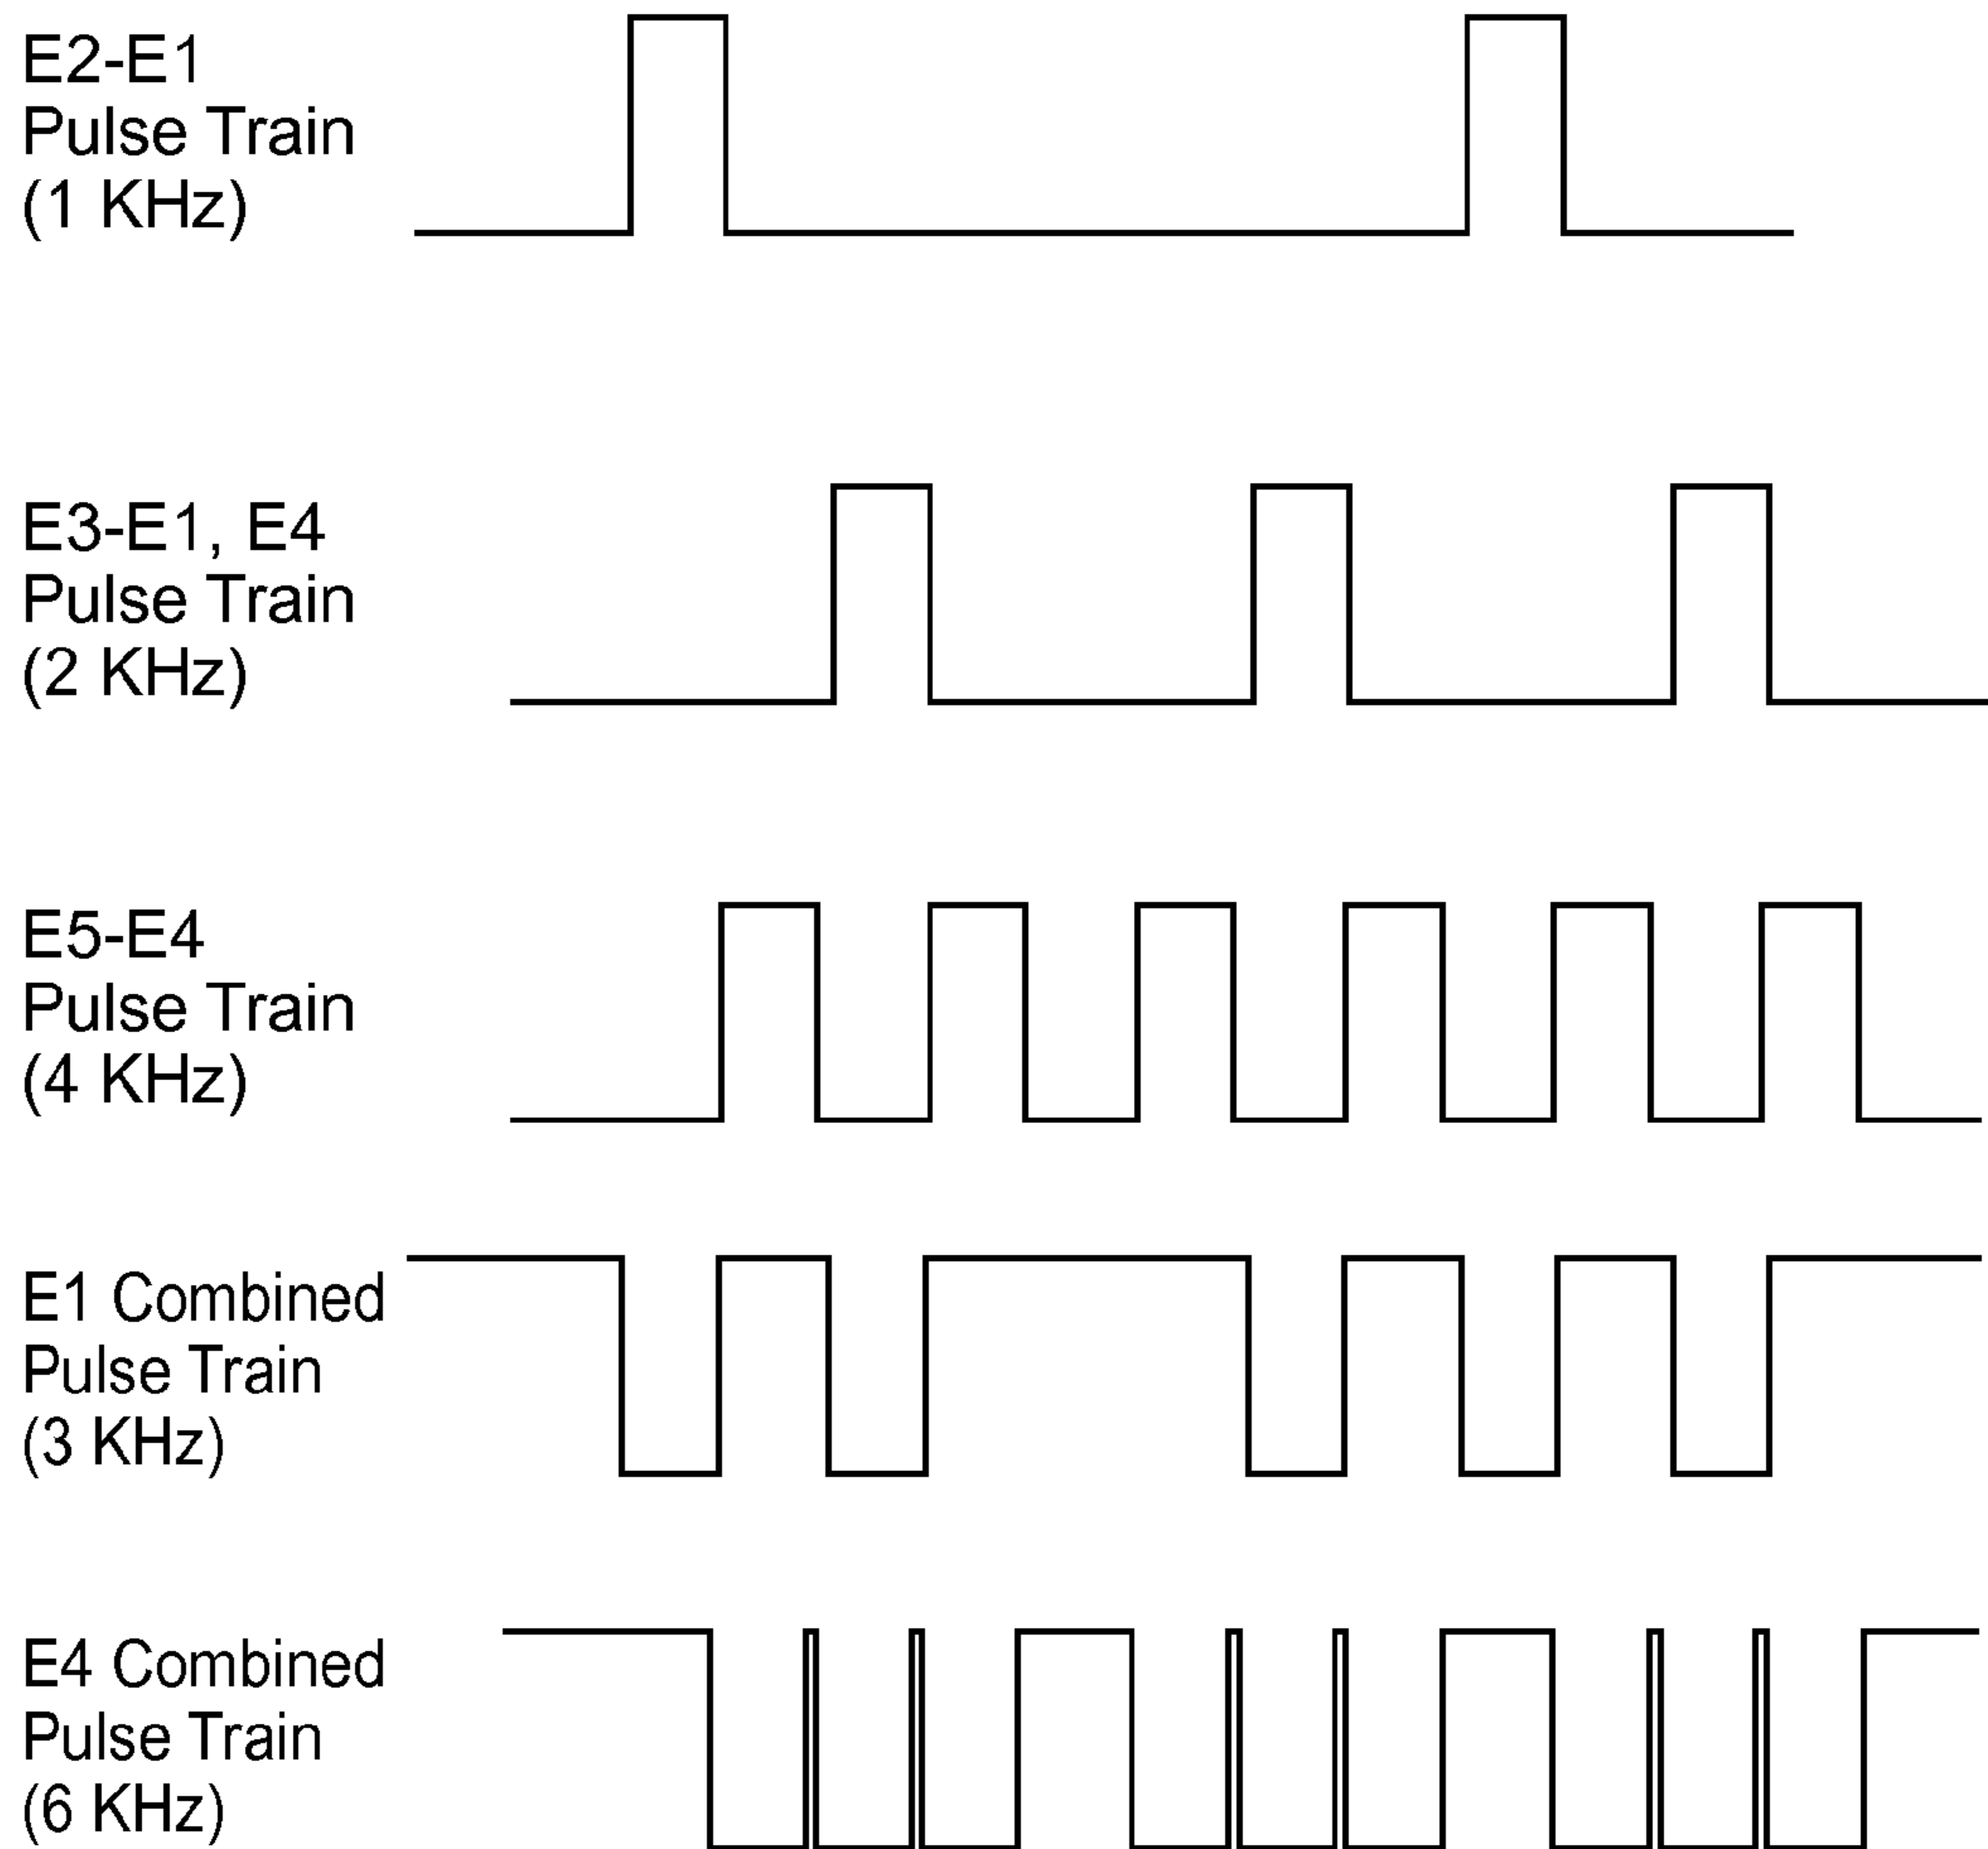 E2-E1
Pulse Train
(1 KHz)
E3-E1, E4
Pulse Train
(2 KHz)
E5-E4
Pulse Train
(4 KHz)
E1 Combined
Pulse Train
(3 KHz)
E4 Combined
Pulse Train
(6 KHz)